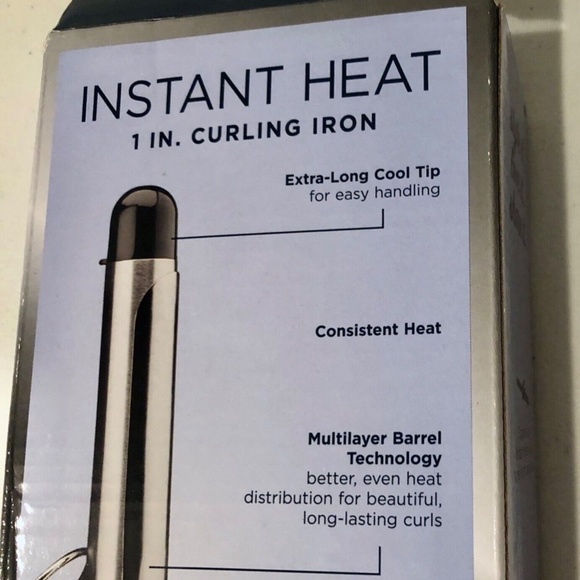 INSTANT HEAT
1 IN. CURLING IRON
Extra-Long Cool Tip
for easy handling
Consistent Heat
Multilayer Barrel
Technology
better, even heat
distribution for beautiful,
long-lasting curls